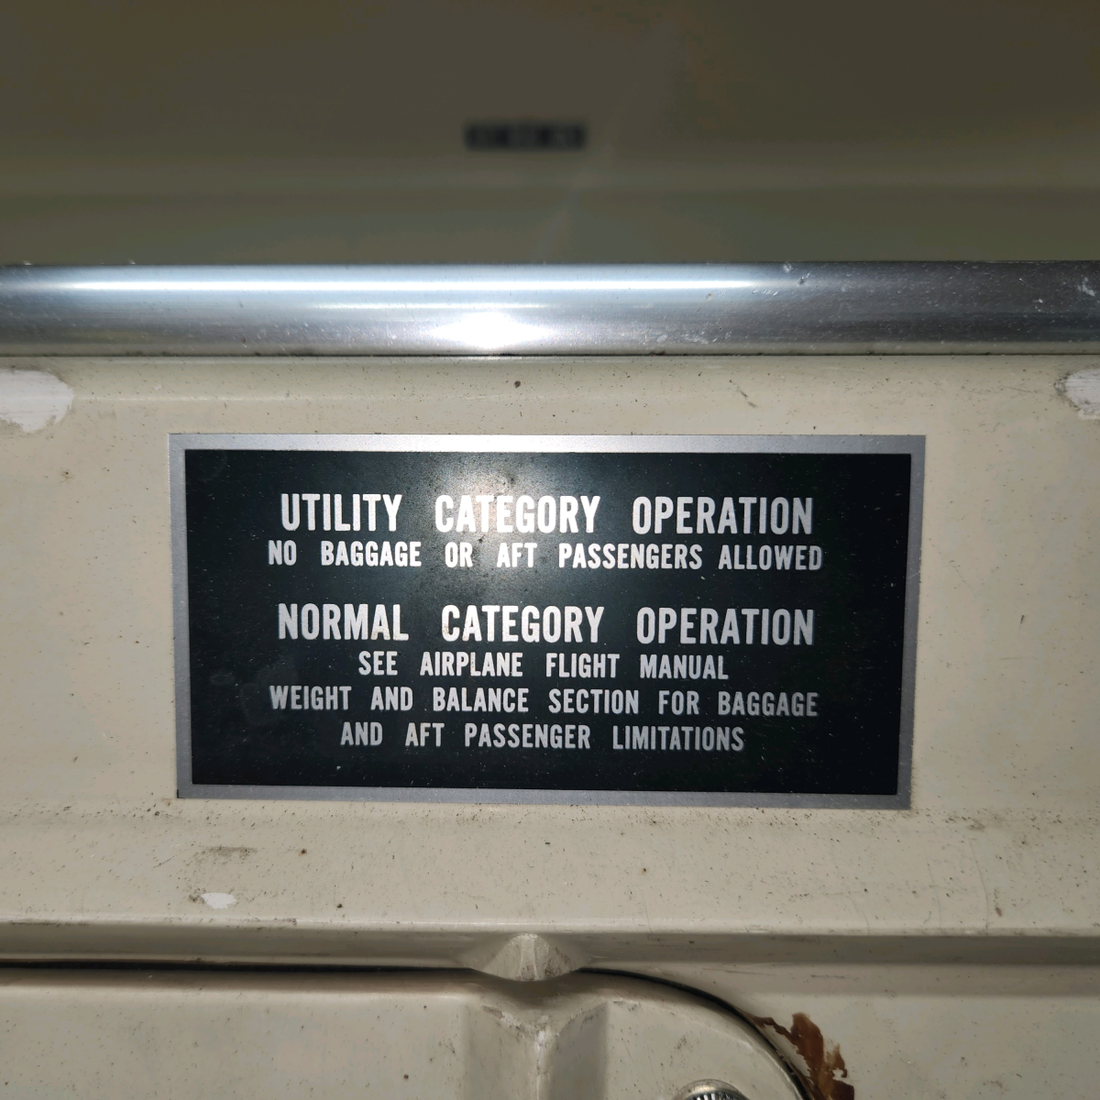 UTILITY CATEGORY OPERATION
NO BAGGAGE OR AFT PASSENGERS ALLOWED
NORMAL CATEGORY OPERATION
SEE AIRPLANE FLIGHT MANUAL
WEIGHT AND BALANCE SECTION FOR BAGGAGE
AND AFT PASSENGER LIMITATIONS